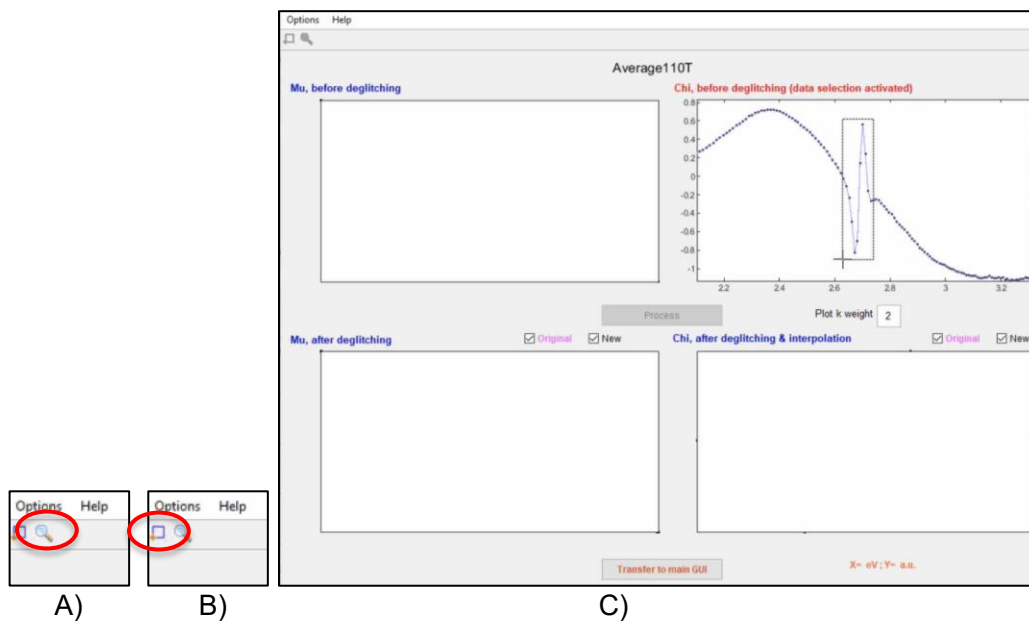 Options Help
Average110T
Mu, before deglitching
Chi, before deglitching (data selection activated)
0.8
0.6
0.4
0.2
0
-0.2
-0.4
-0.6
-0.8
-1
2.2 2.4 2.6 2.8 3 3.2
Process
Plot k weight 2
Mu, after deglitching Original New
Chi, after deglitching & interpolation Original New
Transfer to main GUI
X= eV ; Y= a.u.
Options Help
Options Help
A) B) C)